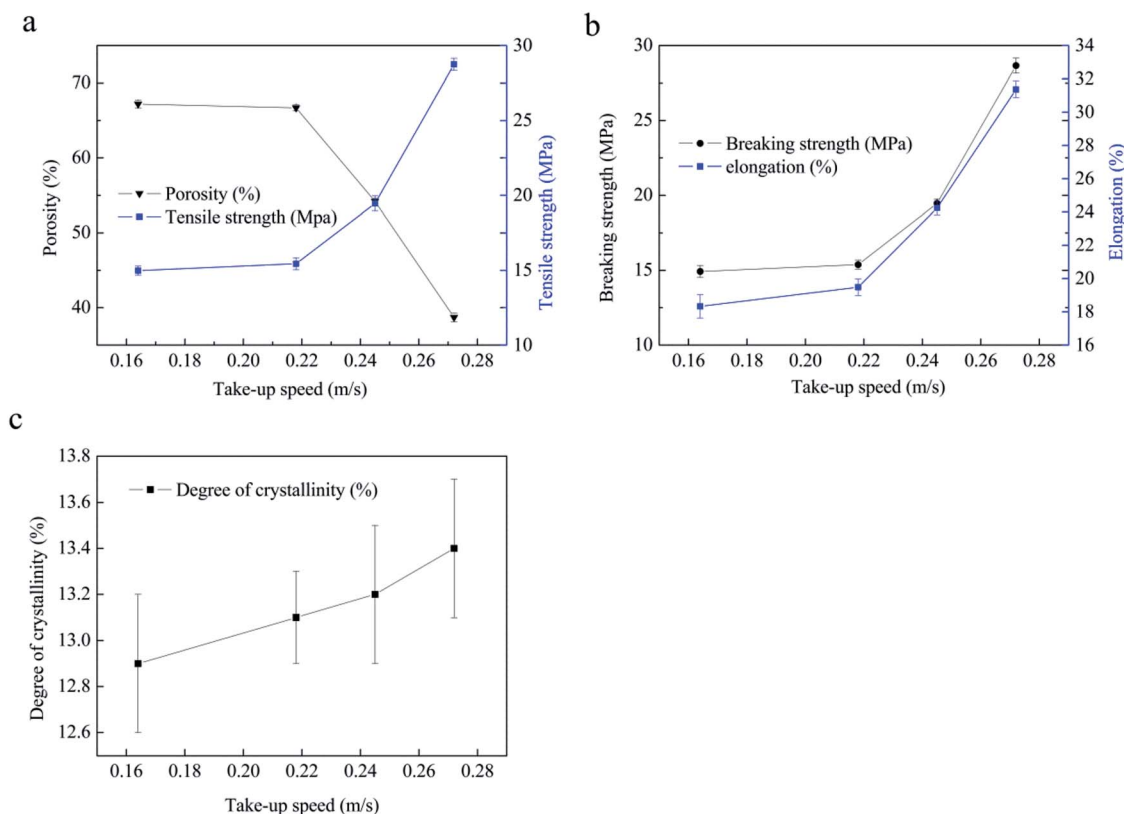 a
Porosity (%)
70
60
50
40
Porosity (%)
Tensile strength (Mpa)
30
25
20
15
10
Tensile strength (MPa)
0.16 0.18 0.20 0.22 0.24 0.26 0.28
Take-up speed (m/s)
b
Breaking strength (MPa)
30
25
20
15
10
Breaking strength (MPa)
elongation (%)
34
32
30
28
26
24
22
20
18
16
Elongation (%)
0.16 0.18 0.20 0.22 0.24 0.26 0.28
Take-up speed (m/s)
c
Degree of crystallinity (%)
13.8
13.6
13.4
13.2
13.0
12.8
12.6
Degree of crystallinity (%)
0.16 0.18 0.20 0.22 0.24 0.26 0.28
Take-up speed (m/s)